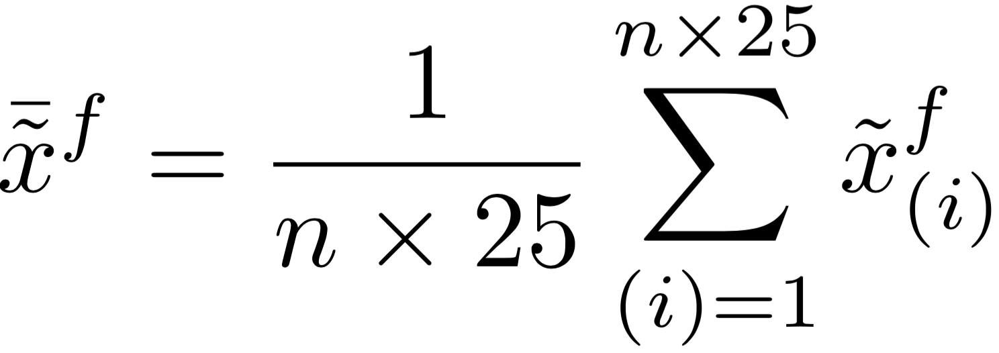 $\bar{\tilde{x}}^f = \frac{1}{n \times 25} \sum_{(i)=1}^{n \times 25} \tilde{x}^f_{(i)}$